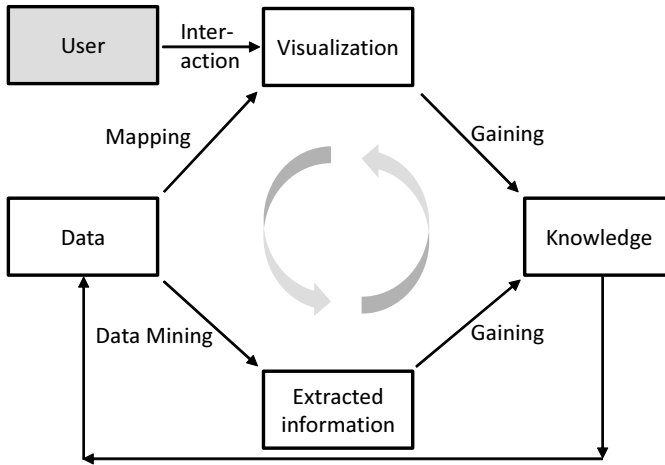 User
Inter-
action
Visualization
Mapping
Gaining
Data
Knowledge
Data Mining
Gaining
Extracted
information